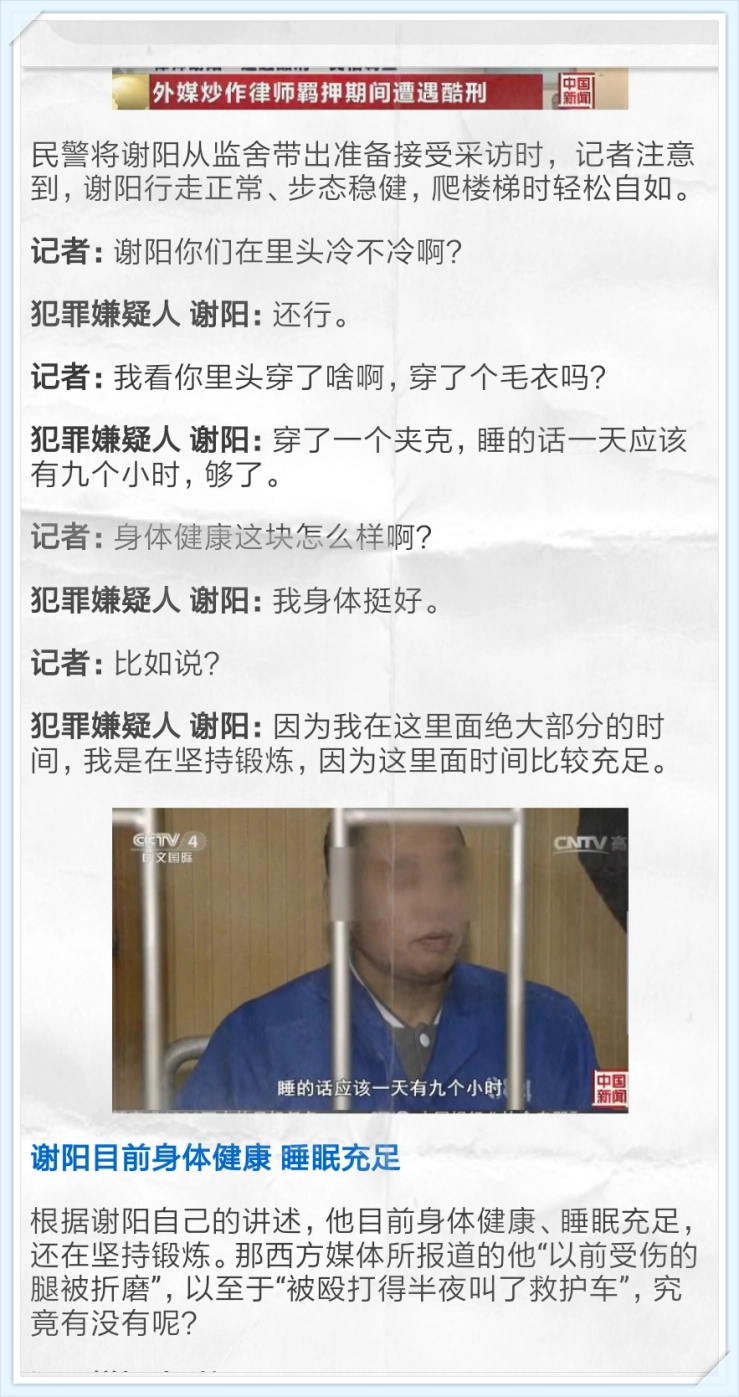 外媒炒作律师羁押期间遭遇酷刑
中国
新闻
民警将谢阳从监舍带出准备接受采访时，记者注意
到，谢阳行走正常、步态稳健，爬楼梯时轻松自如。
记者：谢阳你们在里头冷不冷啊？
犯罪嫌疑人 谢阳：还行。
记者：我看你里头穿了啥啊，穿了个毛衣吗？
犯罪嫌疑人 谢阳：穿了一个夹克，睡的话一天应该
有九个小时，够了。
记者：身体健康这块怎么样啊？
犯罪嫌疑人 谢阳：我身体挺好。
记者：比如说？
犯罪嫌疑人 谢阳：因为我在这里面绝大部分的时
间，我是在坚持锻炼，因为这里面时间比较充足。
CCTV 4
中文国际
CNTV 高
睡的话应该一天有九个小时
中国
新闻
谢阳目前身体健康 睡眠充足
根据谢阳自己的讲述，他目前身体健康、睡眠充足，
还在坚持锻炼。那西方媒体所报道的他“以前受伤的
腿被折磨”，以至于“被殴打得半夜叫了救护车”，究
竟有没有呢？